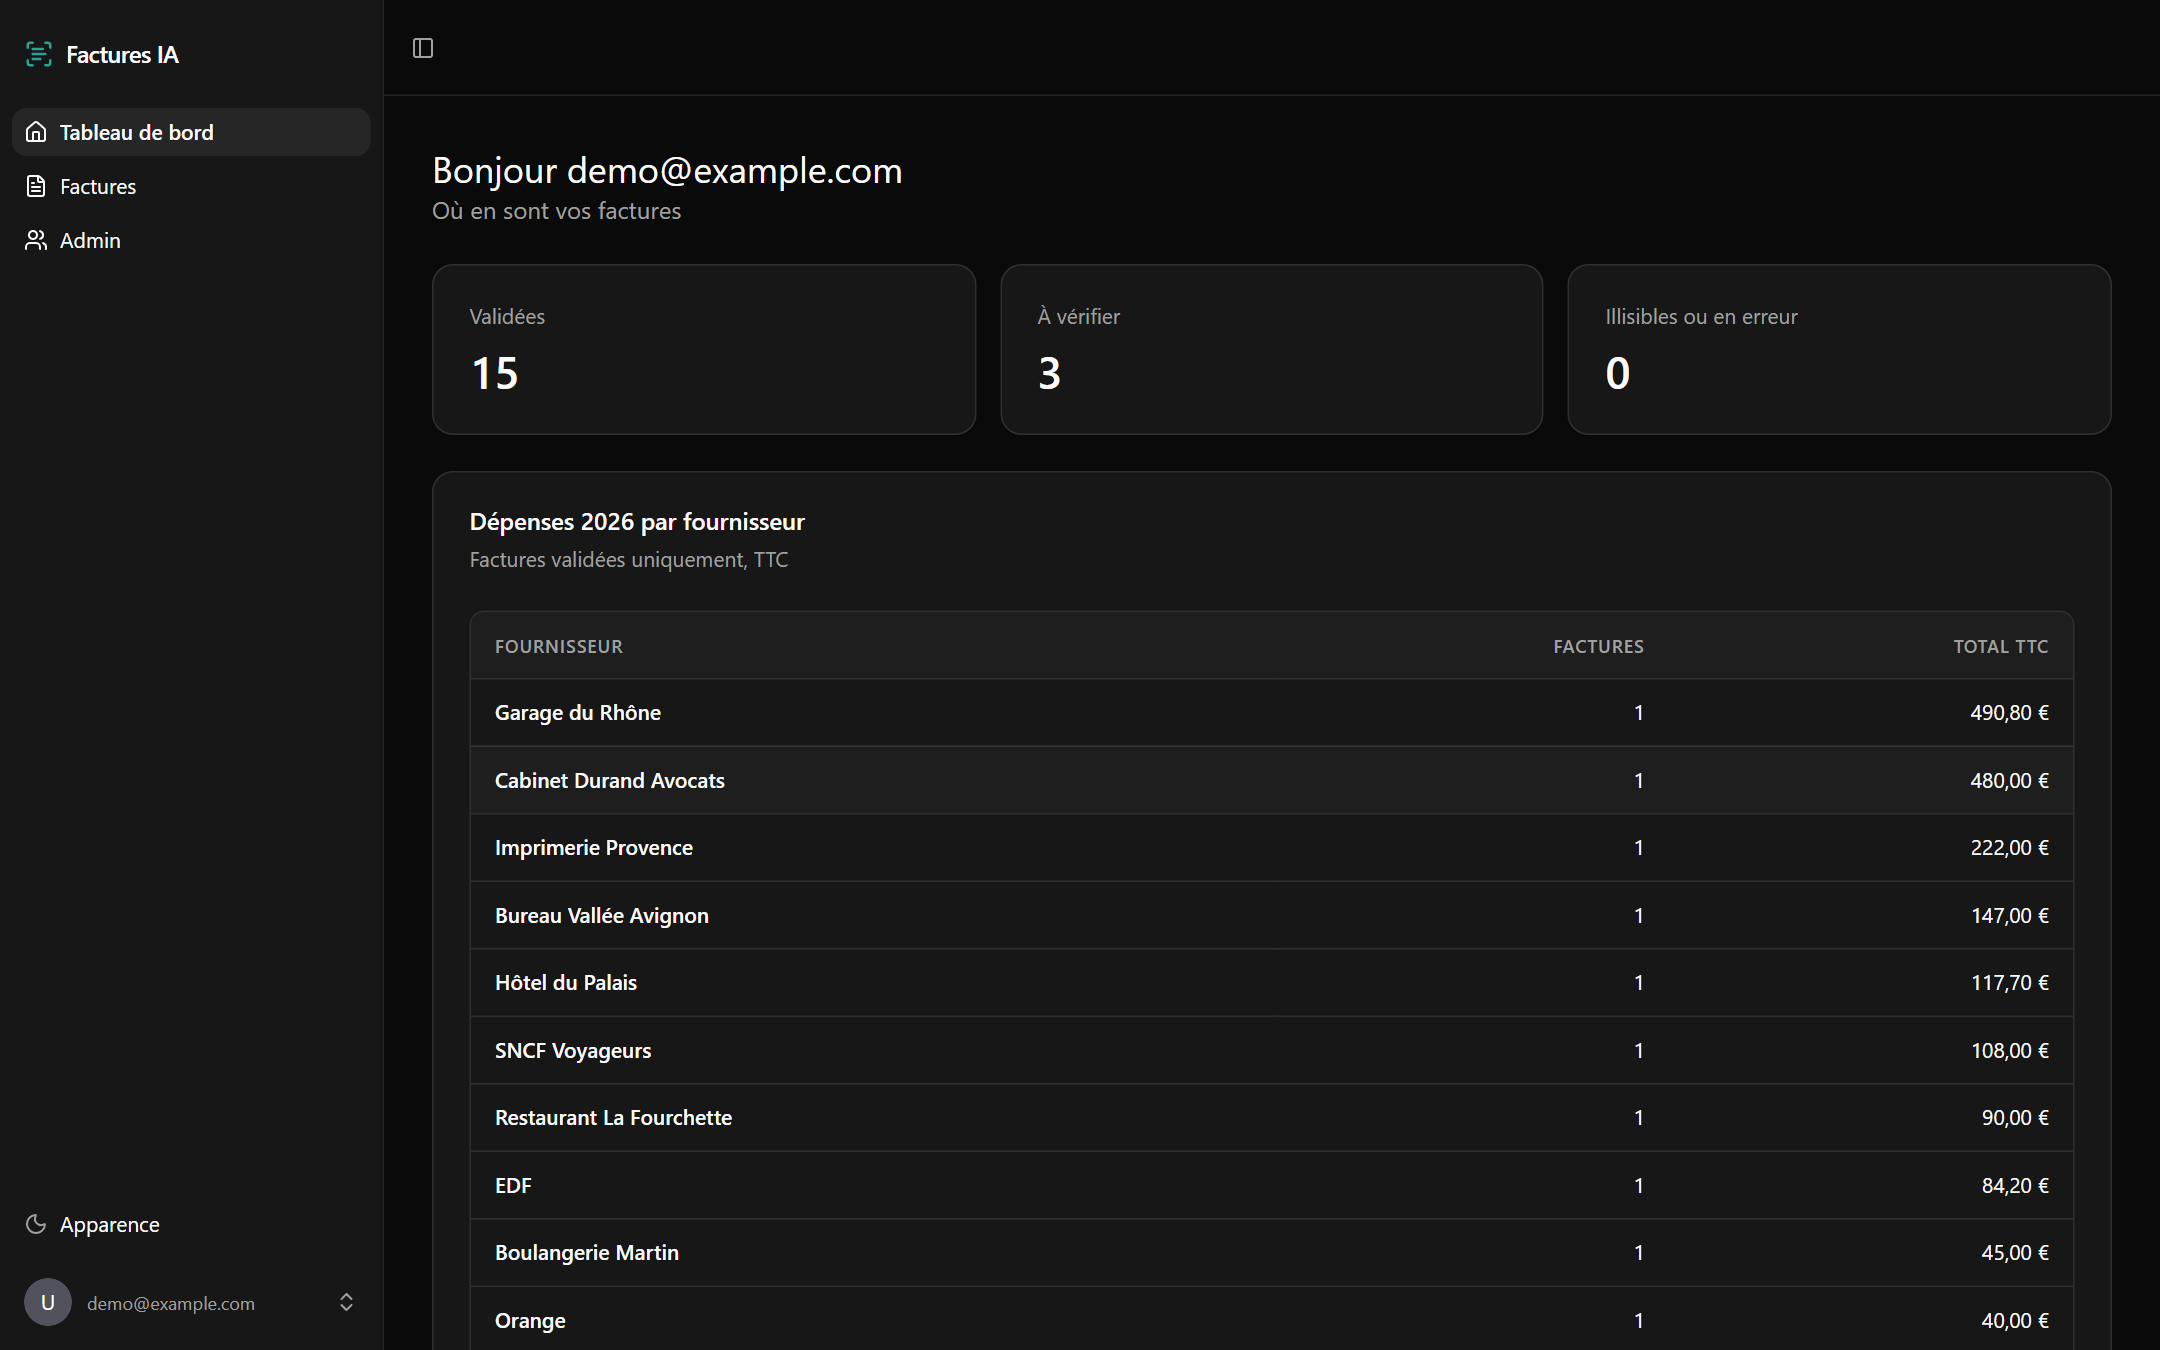 Factures IA
Tableau de bord
Factures
Admin
Apparence
U
demo@example.com
Bonjour demo@example.com
Où en sont vos factures
Validées
15
À vérifier
3
Illisibles ou en erreur
0
Dépenses 2026 par fournisseur
Factures validées uniquement, TTC
FOURNISSEUR FACTURES TOTAL TTC
Garage du Rhône 1 490,80 €
Cabinet Durand Avocats 1 480,00 €
Imprimerie Provence 1 222,00 €
Bureau Vallée Avignon 1 147,00 €
Hôtel du Palais 1 117,70 €
SNCF Voyageurs 1 108,00 €
Restaurant La Fourchette 1 90,00 €
EDF 1 84,20 €
Boulangerie Martin 1 45,00 €
Orange 1 40,00 €